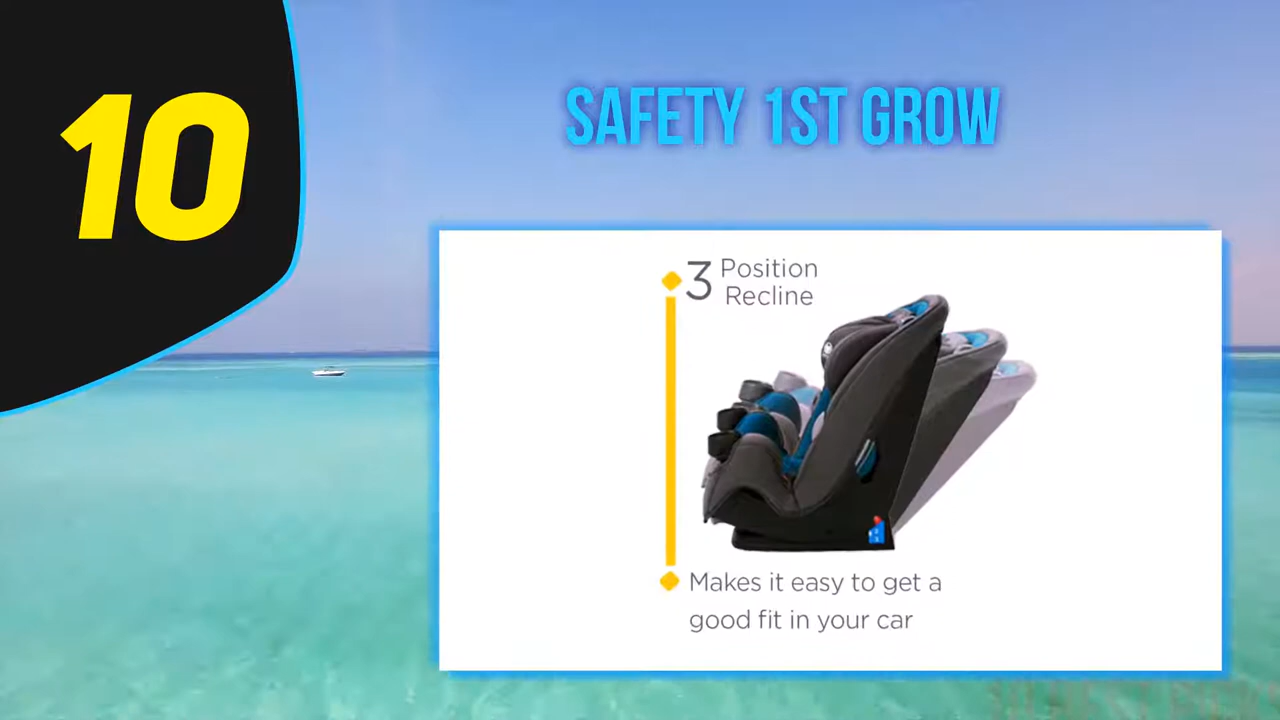 10
SAFETY 1ST GROW
3 Position
Recline
Makes it easy to get a
good fit in your car